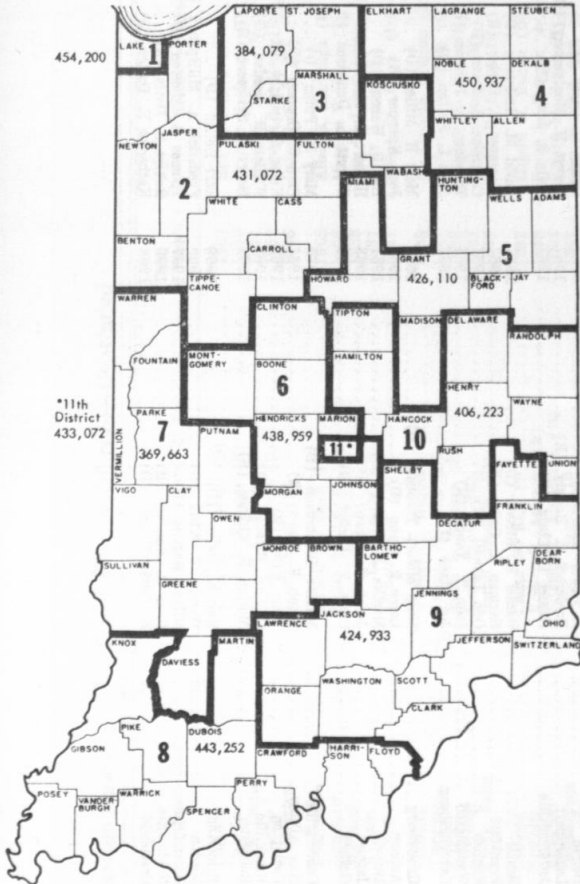 LAPORTE ST JOSEPH ELKHART LAGRANGE STEUBEN
LAKE 1 PORTER
454,200
384,079
NOBLE DEKALB
450,937
MARSHALL
KOSCIUSKO
STARKE 3 4
WHITLEY ALLEN
JASPER
NEWTON PULASKI FULTON
431,072
WABASH HUNTING-
TON
MIAMI
2
WELLS ADAMS
WHITE CASS
CARROLL
5
BENTON GRANT
426,110
BLACK-
FORD
JAY
TIPPE-
CANOE
HOWARD
WARREN
CLINTON TIPTON MADISON DELAWARE
RANDOLPH
FOUNTAIN MONT-
GOMERY
BOONE HAMILTON
6
HENRY
406,223
WAYNE
*11th
District
433,072
PARKE
7
369,663
PUTNAM
HENDRICKS
438,959
MARION
11*
HANCOCK
10
VERMILLION
RUSH
FAYETTE UNION
SHELBY
VIGO CLAY
MORGAN JOHNSON
FRANKLIN
OWEN
DECATUR
MONROE BROWN BARTHO-
LOMEW
RIPLEY DEAR-
BORN
SULLIVAN
GREENE
JENNINGS
9
JACKSON
424,933
OHIO
LAWRENCE
JEFFERSON
SWITZERLAND
KNOX
DAVIESS
MARTIN
WASHINGTON SCOTT
ORANGE
CLARK
PIKE
DUBOIS
8
443,252
GIBSON
CRAWFORD HARRI-
SON
FLOYD
PERRY
POSEY VANDER-
BURGH
WARRICK
SPENCER